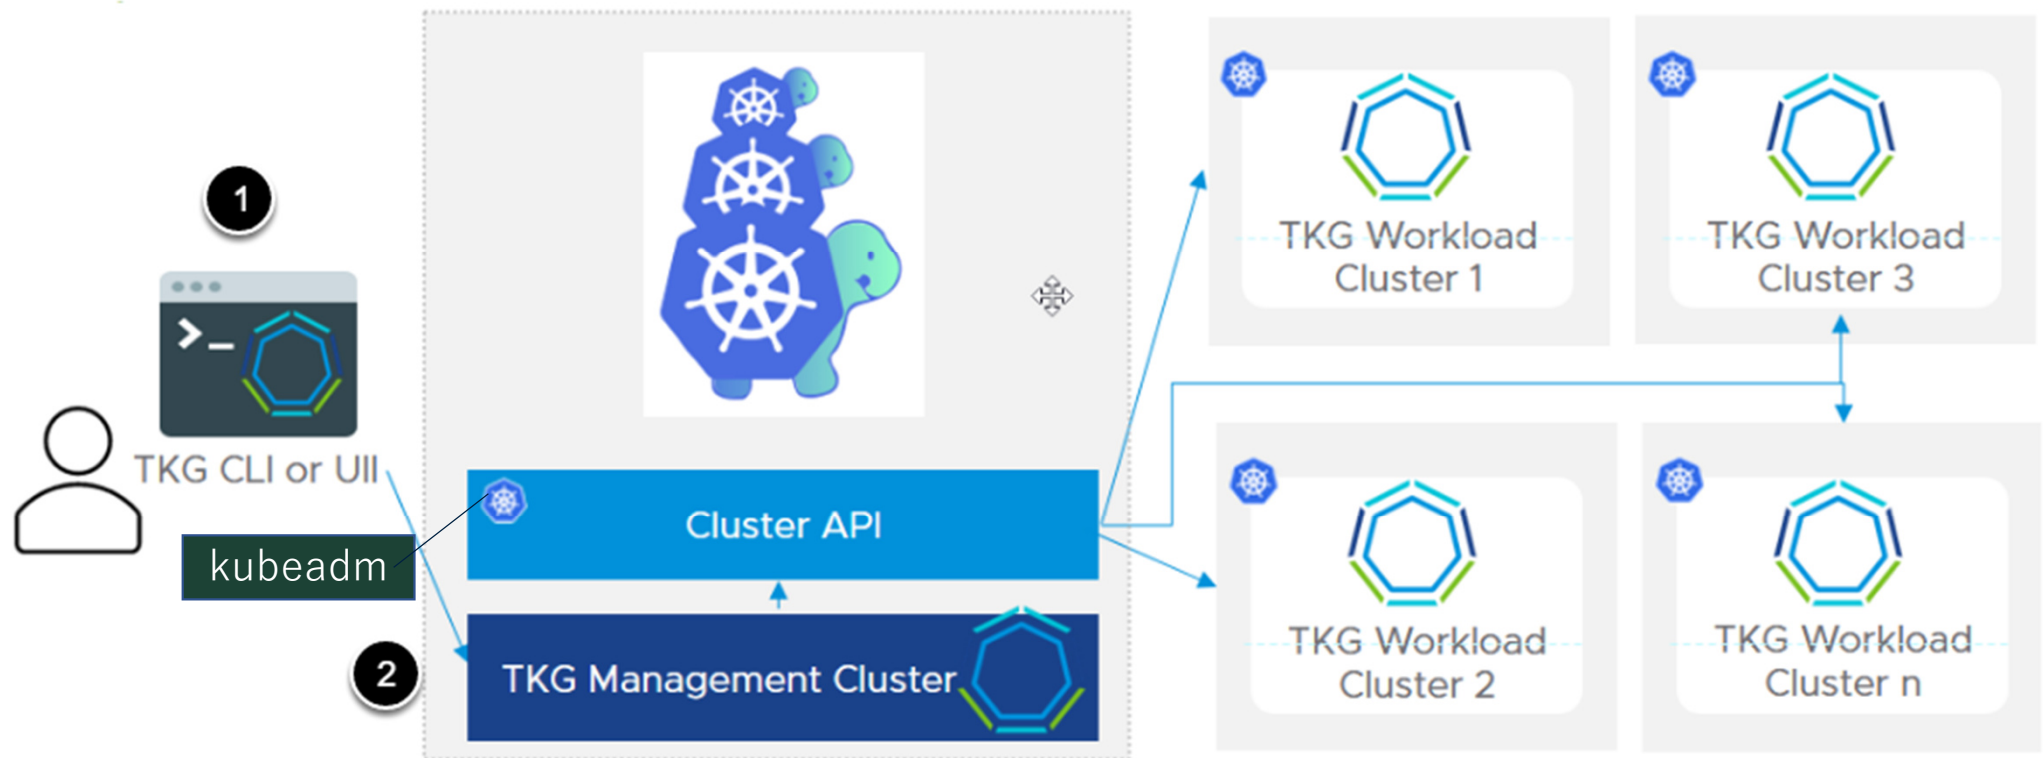 1
>_
TKG CLI or UII
kubeadm
2
Cluster API
TKG Management Cluster
TKG Workload
Cluster 1
TKG Workload
Cluster 3
TKG Workload
Cluster 2
TKG Workload
Cluster n